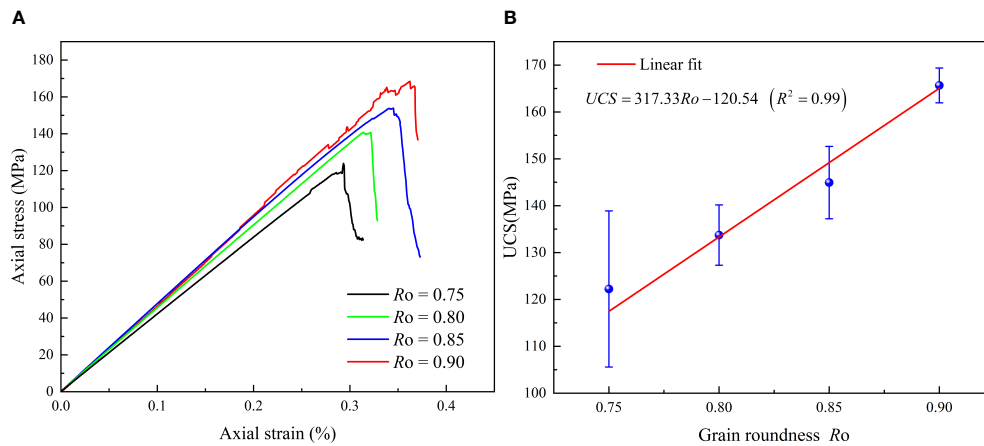 A
180
160
140
120
100
80
60
40
20
0
Axial stress (MPa)
0.0
0.1
0.2
0.3
0.4
Axial strain (%)
Ro = 0.75
Ro = 0.80
Ro = 0.85
Ro = 0.90
B
170
160
150
140
130
120
110
100
UCS(MPa)
Linear fit
UCS = 317.33Ro − 120.54 (R² = 0.99)
0.75
0.80
0.85
0.90
Grain roundness Ro